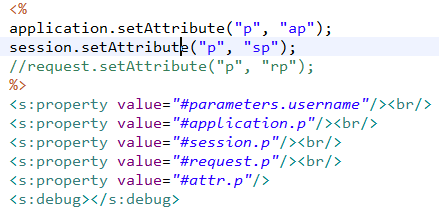 <%
application.setAttribute("p", "ap");
session.setAttribute("p", "sp");
//request.setAttribute("p", "rp");
%>
<s:property value="#parameters.username"/><br/>
<s:property value="#application.p"/><br/>
<s:property value="#session.p"/><br/>
<s:property value="#request.p"/><br/>
<s:property value="#attr.p"/>
<s:debug></s:debug>